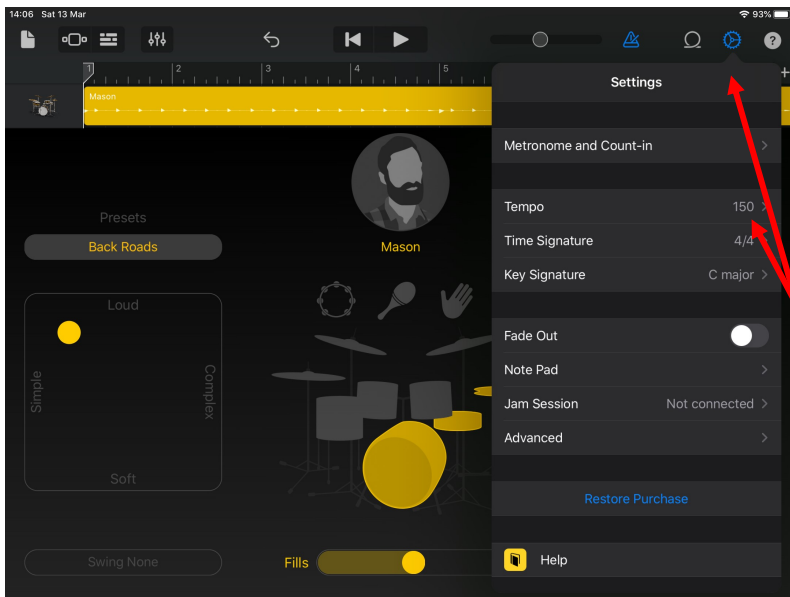 14:06 Sat 13 Mar
93%
?
1
2
3
4
5
Mason
Settings
Metronome and Count-in
Tempo 150
Time Signature 4/4
Key Signature C major
Fade Out
Note Pad
Jam Session Not connected
Advanced
Restore Purchase
Help
Presets
Back Roads
Mason
Loud
Simple
Complex
Soft
Swing None
Fills